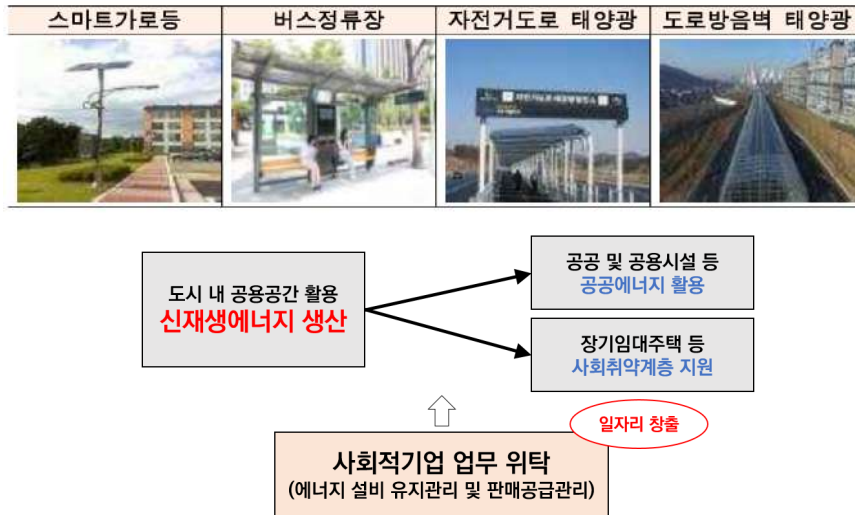 스마트가로등
버스정류장
자전거도로 태양광
도로방음벽 태양광
도시 내 공용공간 활용
신재생에너지 생산
공공 및 공용시설 등
공공에너지 활용
장기임대주택 등
사회취약계층 지원
일자리 창출
사회적기업 업무 위탁
(에너지 설비 유지관리 및 판매공급관리)